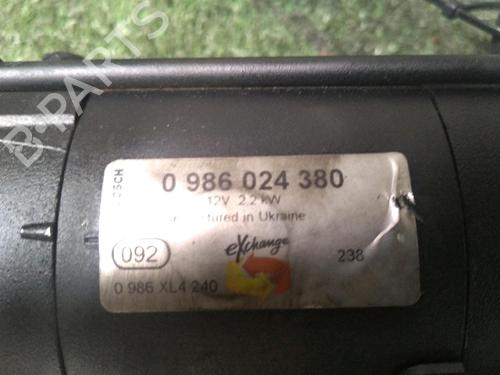 B-PARTS
BOSCH
0 986 024 380
12V 2.2 kW
in Ukraine
092
eXchange
238
0 986 XL4 240